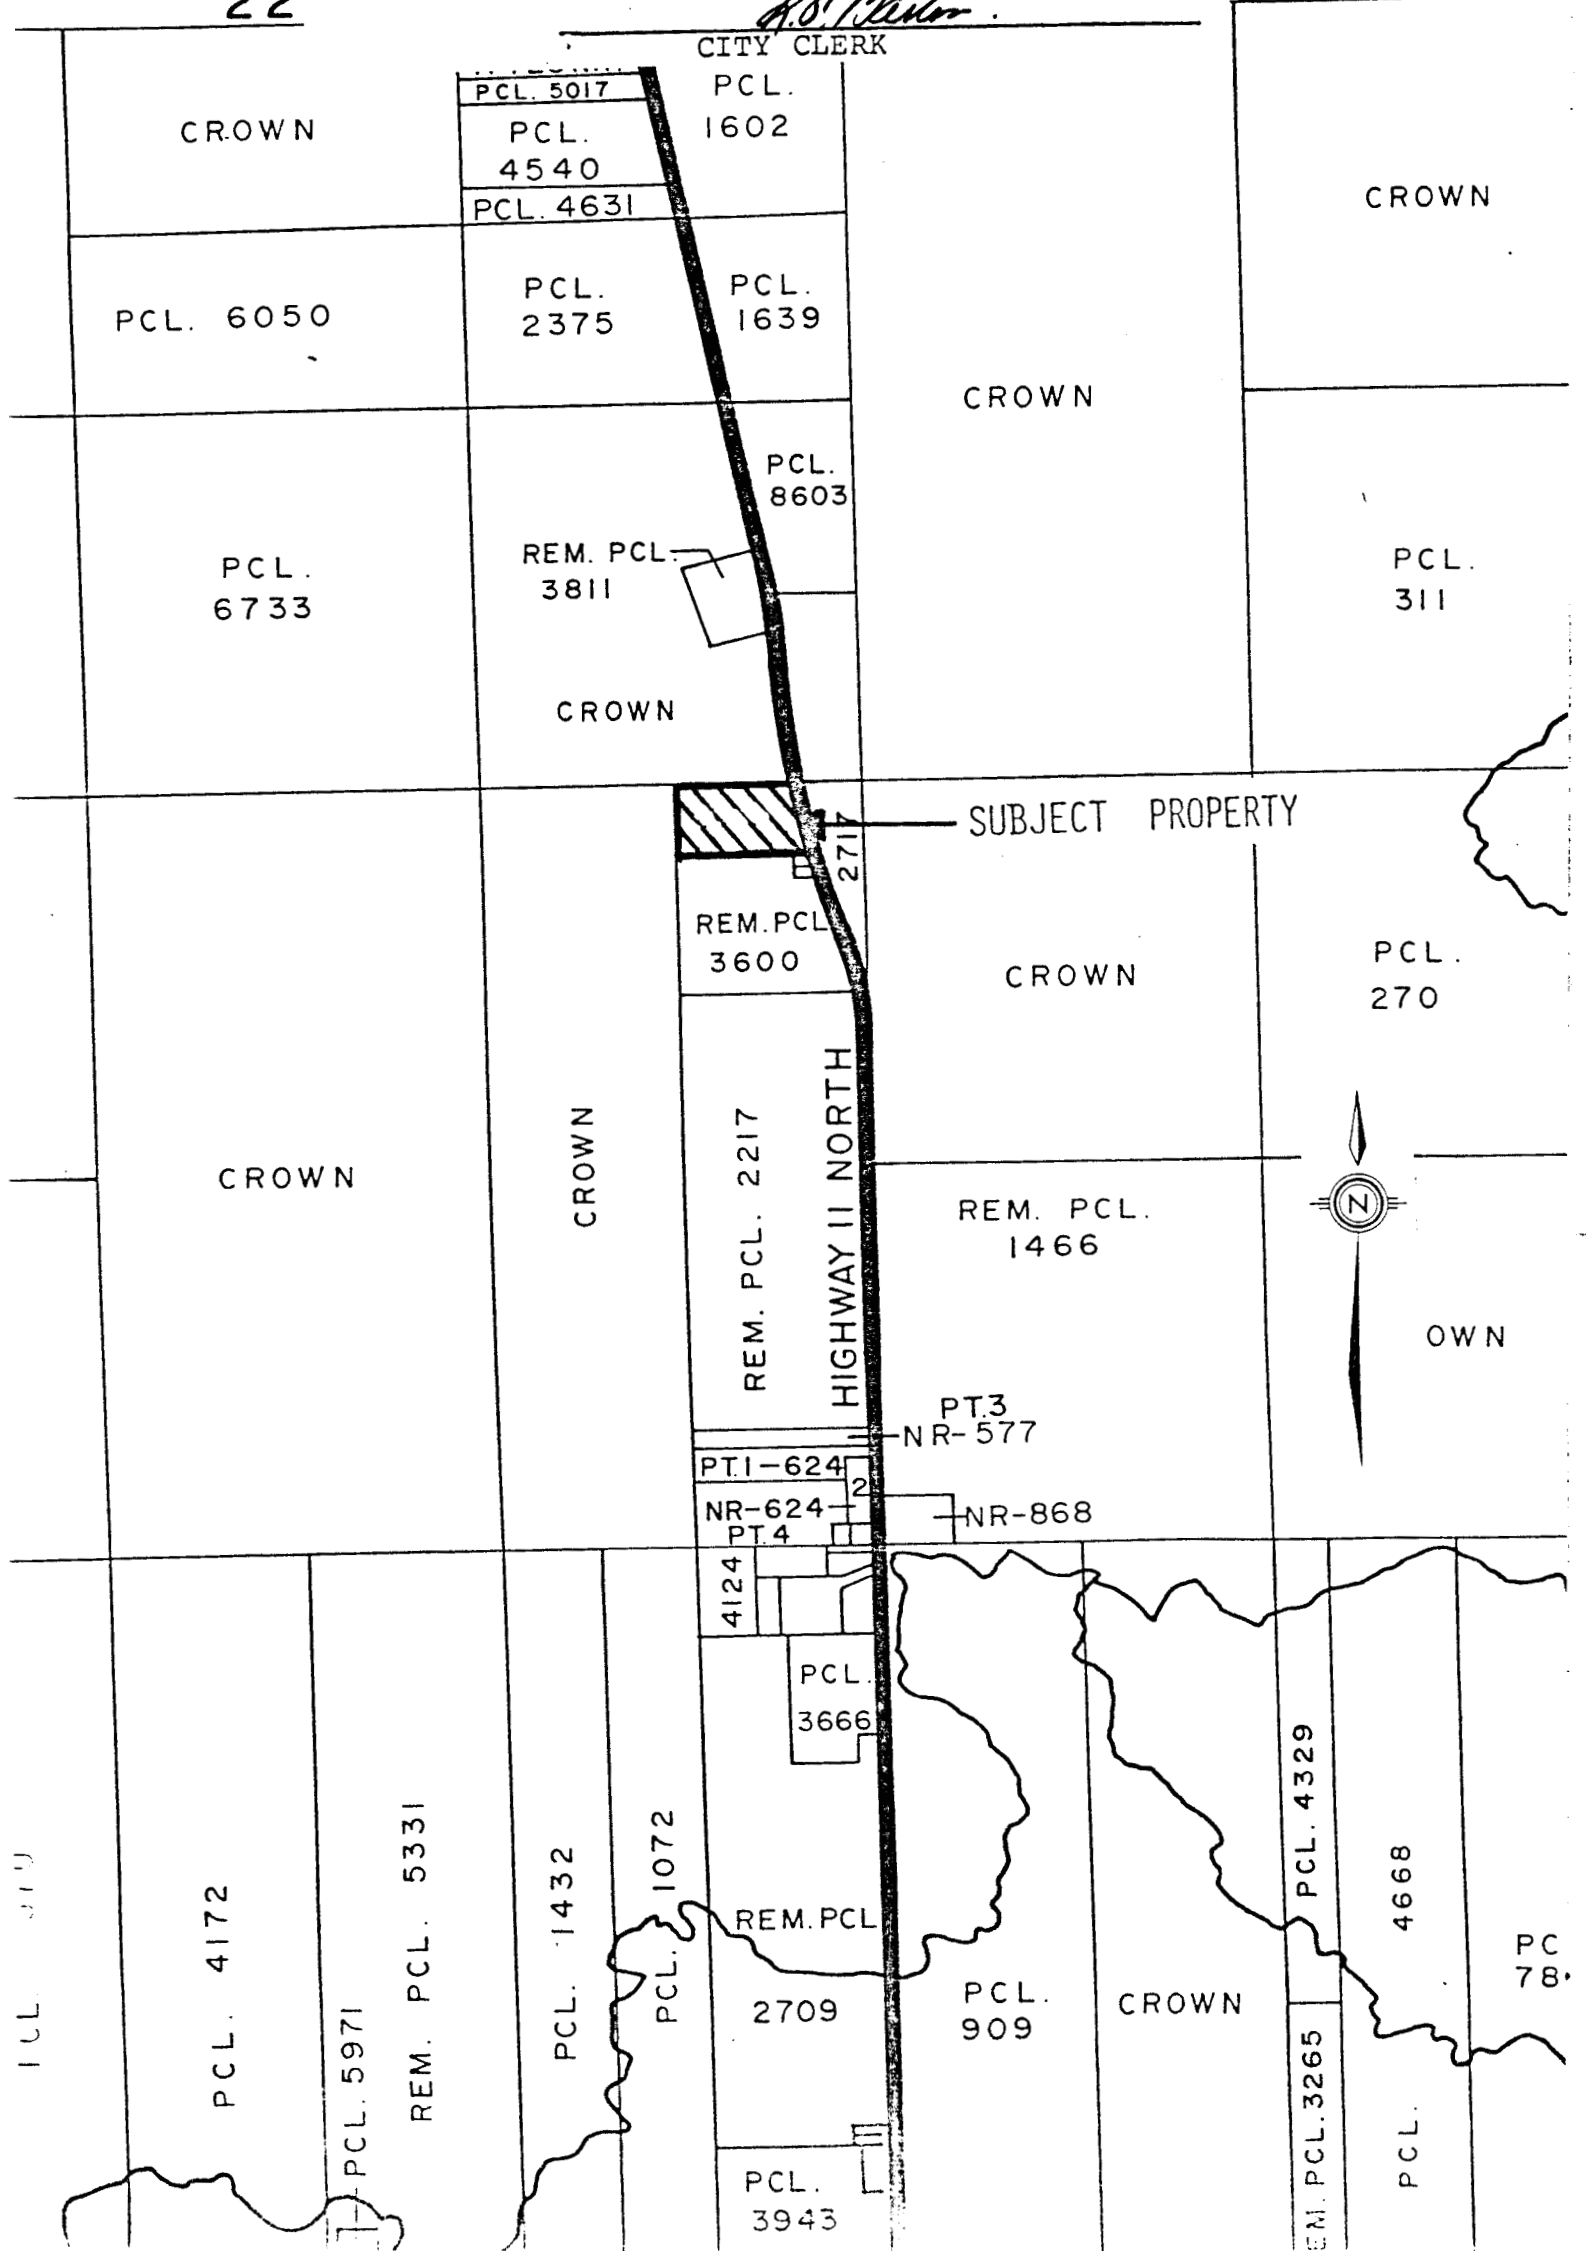 22
CITY CLERK
PCL. 5017
PCL.
1602
CROWN
PCL.
4540
PCL. 4631
CROWN
PCL. 6050
PCL.
2375
PCL.
1639
CROWN
PCL.
8603
REM. PCL.
3811
PCL.
6733
PCL.
311
CROWN
SUBJECT PROPERTY
2717
REM. PCL
3600
CROWN
PCL.
270
HIGHWAY 11 NORTH
REM. PCL. 2217
CROWN
CROWN
REM. PCL.
1466
N
OWN
PT.3
NR-577
PT.1-624
2
NR-624
PT.4
NR-868
4124
PCL.
3666
PCL. 4329
REM. PCL. 5331
PCL. 1432
PCL. 1072
4668
PCL.
PCL. 4172
REM. PCL
2709
PCL.
909
CROWN
PC
78
PCL. 5971
EM. PCL. 3265
PCL.
3943